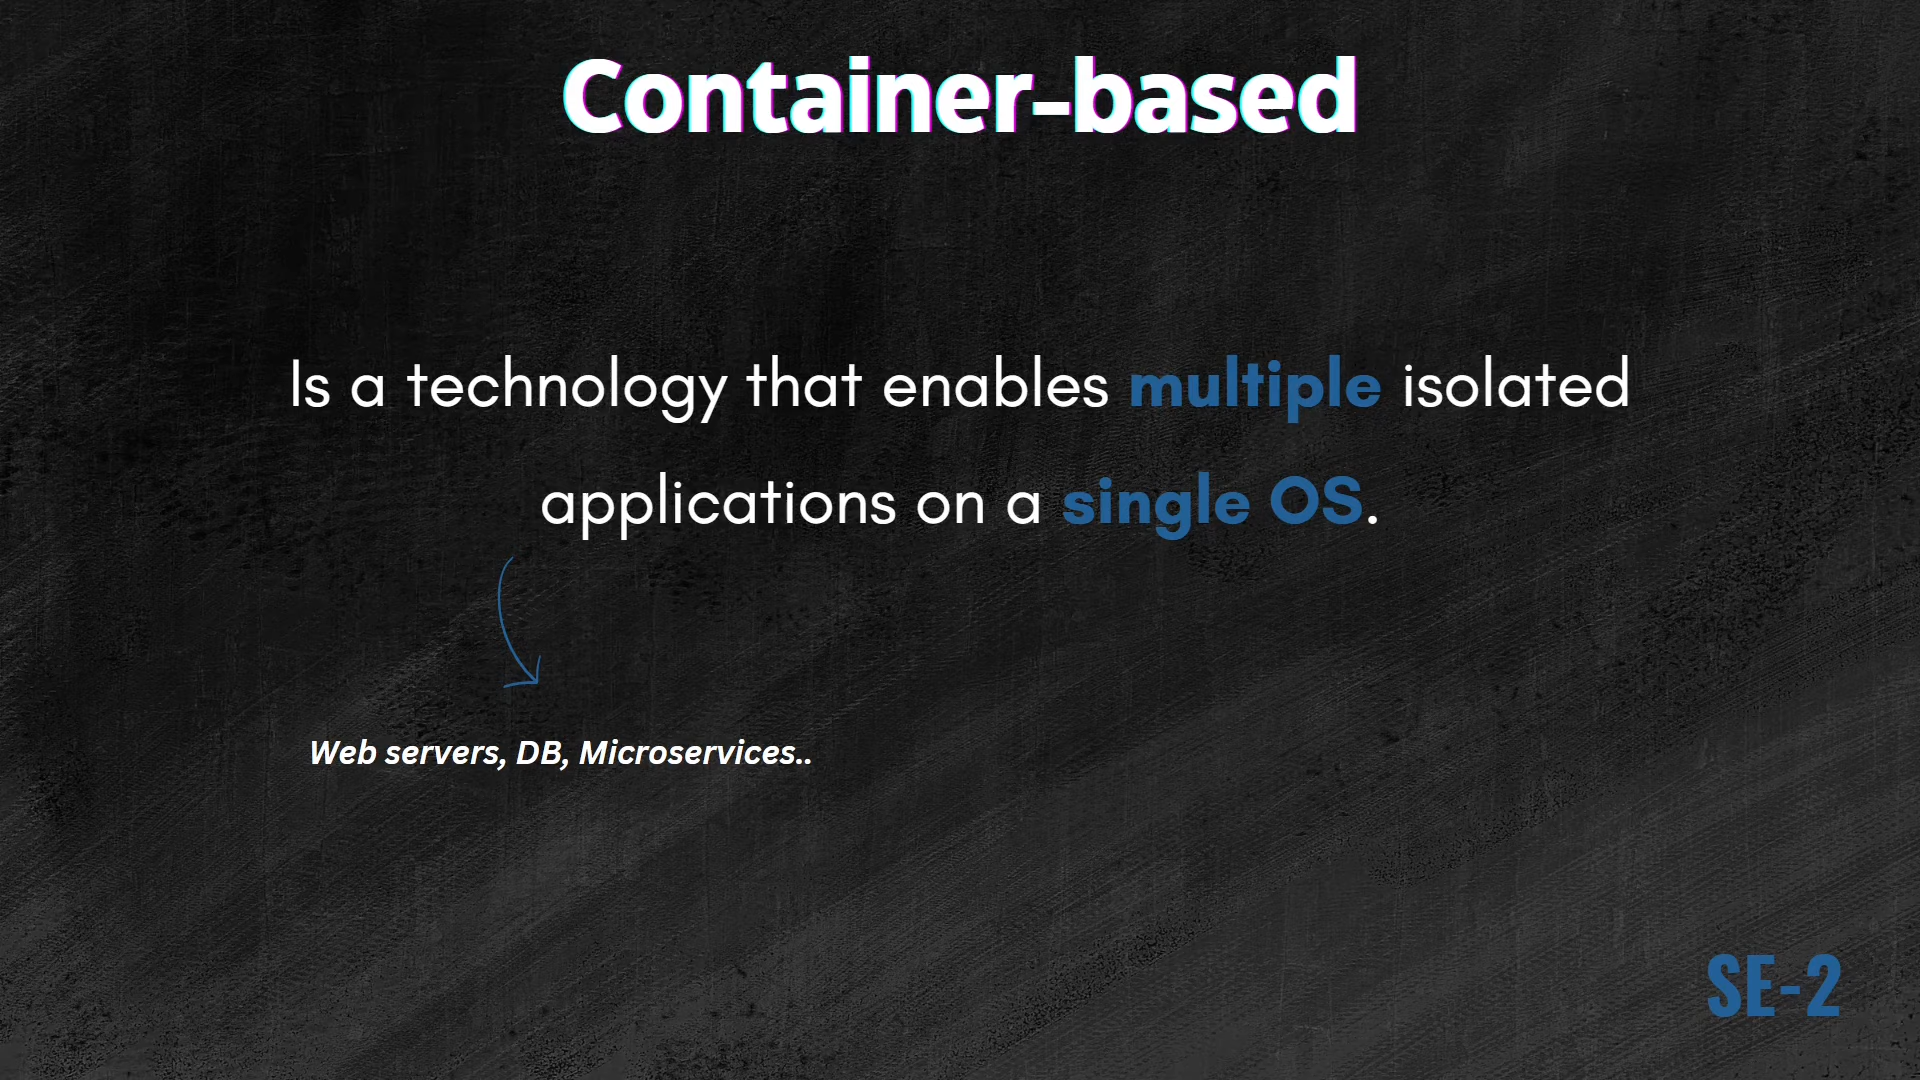 Container-based
Is a technology that enables multiple isolated
applications on a single OS.
Web servers, DB, Microservices..
SE-2